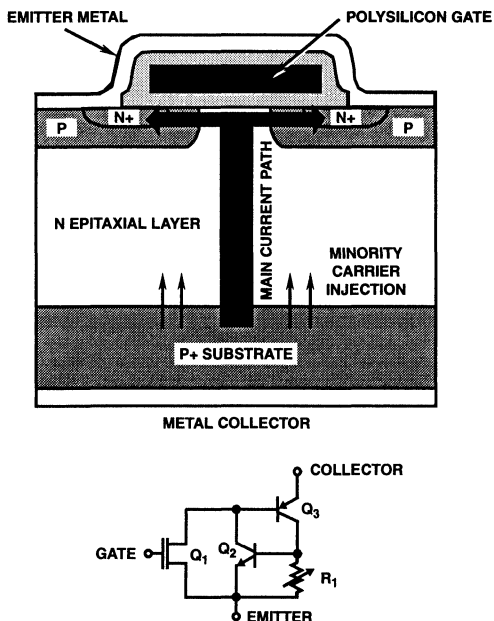 EMITTER METAL
POLYSILICON GATE
P
N+
N+
P
N EPITAXIAL LAYER
MAIN CURRENT PATH
MINORITY
CARRIER
INJECTION
P+ SUBSTRATE
METAL COLLECTOR
COLLECTOR
Q3
GATE
Q1
Q2
R1
EMITTER